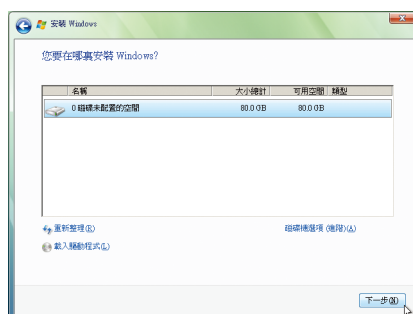 安裝 Windows
您要在哪裏安裝 Windows?
名稱 大小總計 可用空間 類型
0 磁碟未配置的空間 80.0 GB 80.0 GB
重新整理(R) 磁碟機選項 (進階)(A)
載入驅動程式(L)
下一步(N)